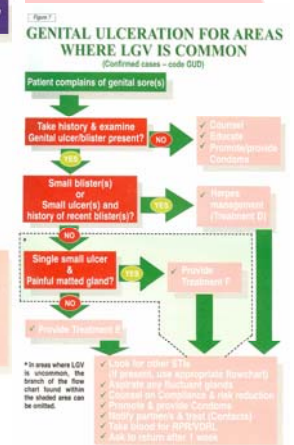 Figure 7
GENITAL ULCERATION FOR AREAS
WHERE LGV IS COMMON
(Confirmed cases – code GUD)
Patient complains of genital sore(s)
Take history & examine
Genital ulcer/blister present?
NO
✓ Counsel
✓ Educate
✓ Promote/provide
Condoms
YES
Small blister(s)
or
Small ulcer(s) and
history of recent blister(s)?
YES
✓ Herpes
management
(Treatment D)
NO
Single small ulcer
&
Painful matted gland?
YES
✓ Provide
Treatment F
NO
✓ Provide Treatment E
* In areas where LGV
is uncommon, the
branch of the flow
chart found within
the shaded area can
be omitted.
✓ Look for other STIs
(If present, use appropriate flowchart)
✓ Aspirate any fluctuant glands
✓ Counsel on Compliance & risk reduction
✓ Promote & provide Condoms
✓ Notify partner/s & treat (Contacts)
✓ Take blood for RPR/VDRL
✓ Ask to return after 1 week